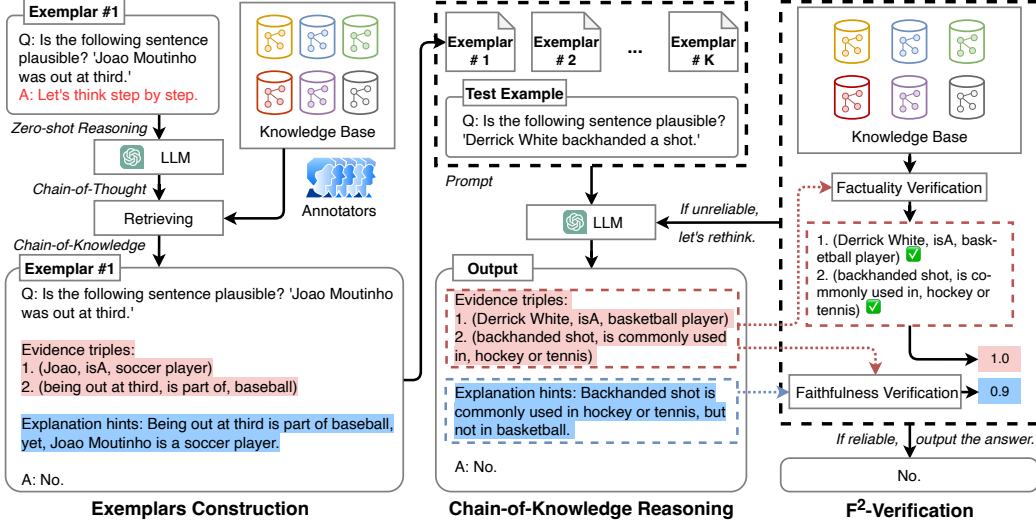 Exemplar #1
Q: Is the following sentence
plausible? 'Joao Moutinho
was out at third.'
A: Let's think step by step.
Zero-shot Reasoning
LLM
Chain-of-Thought
Retrieving
Chain-of-Knowledge
Knowledge Base
Annotators
Exemplar #1
Q: Is the following sentence plausible? 'Joao Moutinho
was out at third.'
Evidence triples:
1. (Joao, isA, soccer player)
2. (being out at third, is part of, baseball)
Explanation hints: Being out at third is part of baseball,
yet, Joao Moutinho is a soccer player.
A: No.
Exemplars Construction
Exemplar
# 1
Exemplar
# 2
...
Exemplar
# K
Test Example
Q: Is the following sentence plausible?
'Derrick White backhanded a shot.'
Prompt
LLM
If unreliable,
let's rethink.
Output
Evidence triples:
1. (Derrick White, isA, basketball player)
2. (backhanded shot, is commonly used
in, hockey or tennis)
Explanation hints: Backhanded shot is
commonly used in hockey or tennis, but
not in basketball.
A: No.
Chain-of-Knowledge Reasoning
Knowledge Base
Factuality Verification
1. (Derrick White, isA, bask-
etball player)
2. (backhanded shot, is co-
mmonly used in, hockey or
tennis)
1.0
Faithfulness Verification
0.9
If reliable, output the answer.
No.
F²-Verification